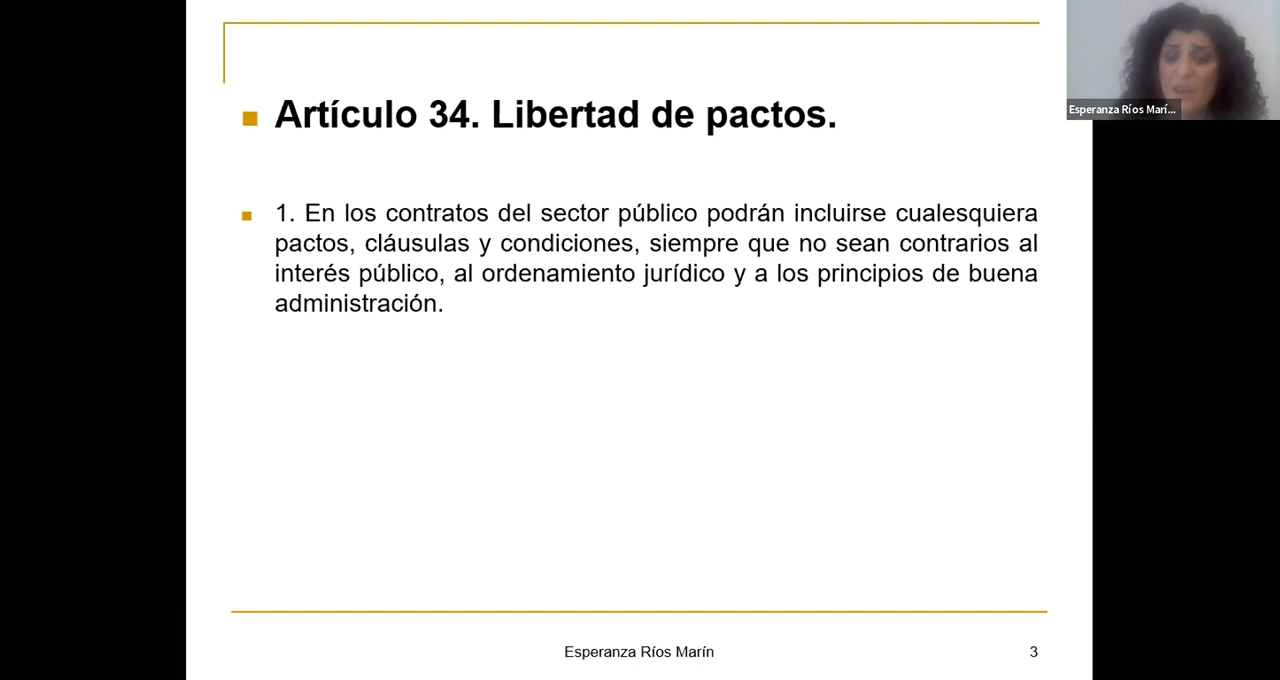 Artículo 34. Libertad de pactos.
1. En los contratos del sector público podrán incluirse cualesquiera
pactos, cláusulas y condiciones, siempre que no sean contrarios al
interés público, al ordenamiento jurídico y a los principios de buena
administración.
Esperanza Ríos Marín
3
Esperanza Ríos Marí...